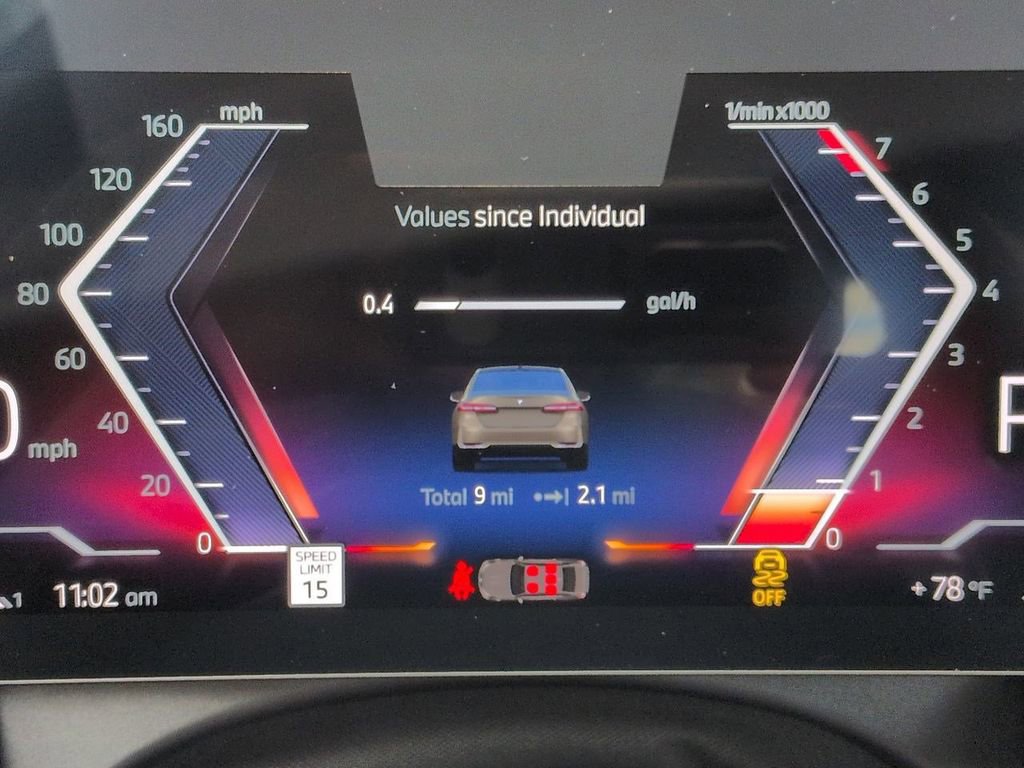 mph
1/min x1000
160
120
100
80
60
40
20
0
7
6
5
4
3
2
1
0
Values since Individual
0.4 gal/h
0
mph
Total 9 mi 2.1 mi
SPEED
LIMIT
15
OFF
1
11:02 am
+78°F